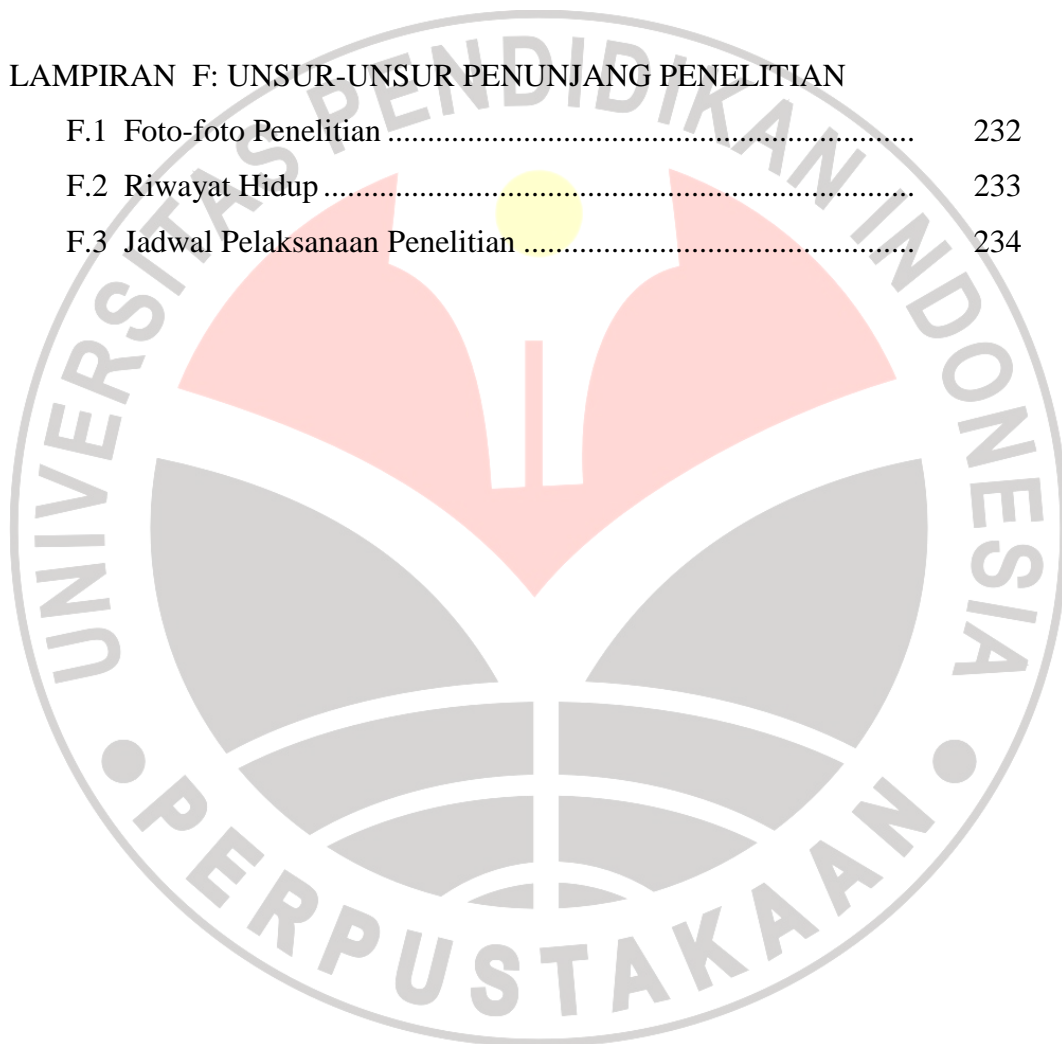 LAMPIRAN F: UNSUR-UNSUR PENUNJANG PENELITIAN
F.1 Foto-foto Penelitian ....................................................... 232
F.2 Riwayat Hidup .............................................................. 233
F.3 Jadwal Pelaksanaan Penelitian ......................................... 234
UNIVERSITAS PENDIDIKAN INDONESIA
PERPUSTAKAAN